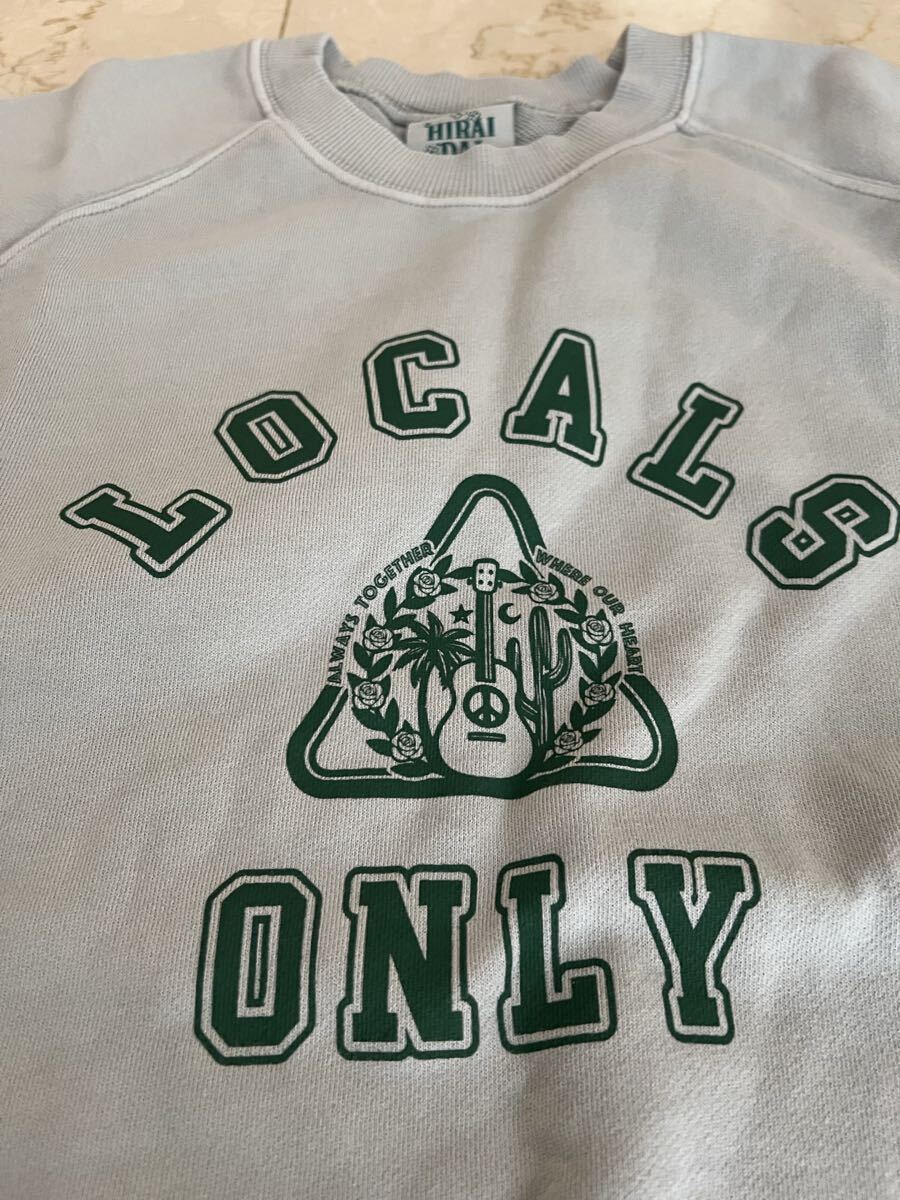 HIRAI
LOCALS
ALWAYS TOGETHER WHERE OUR HEART
ONLY